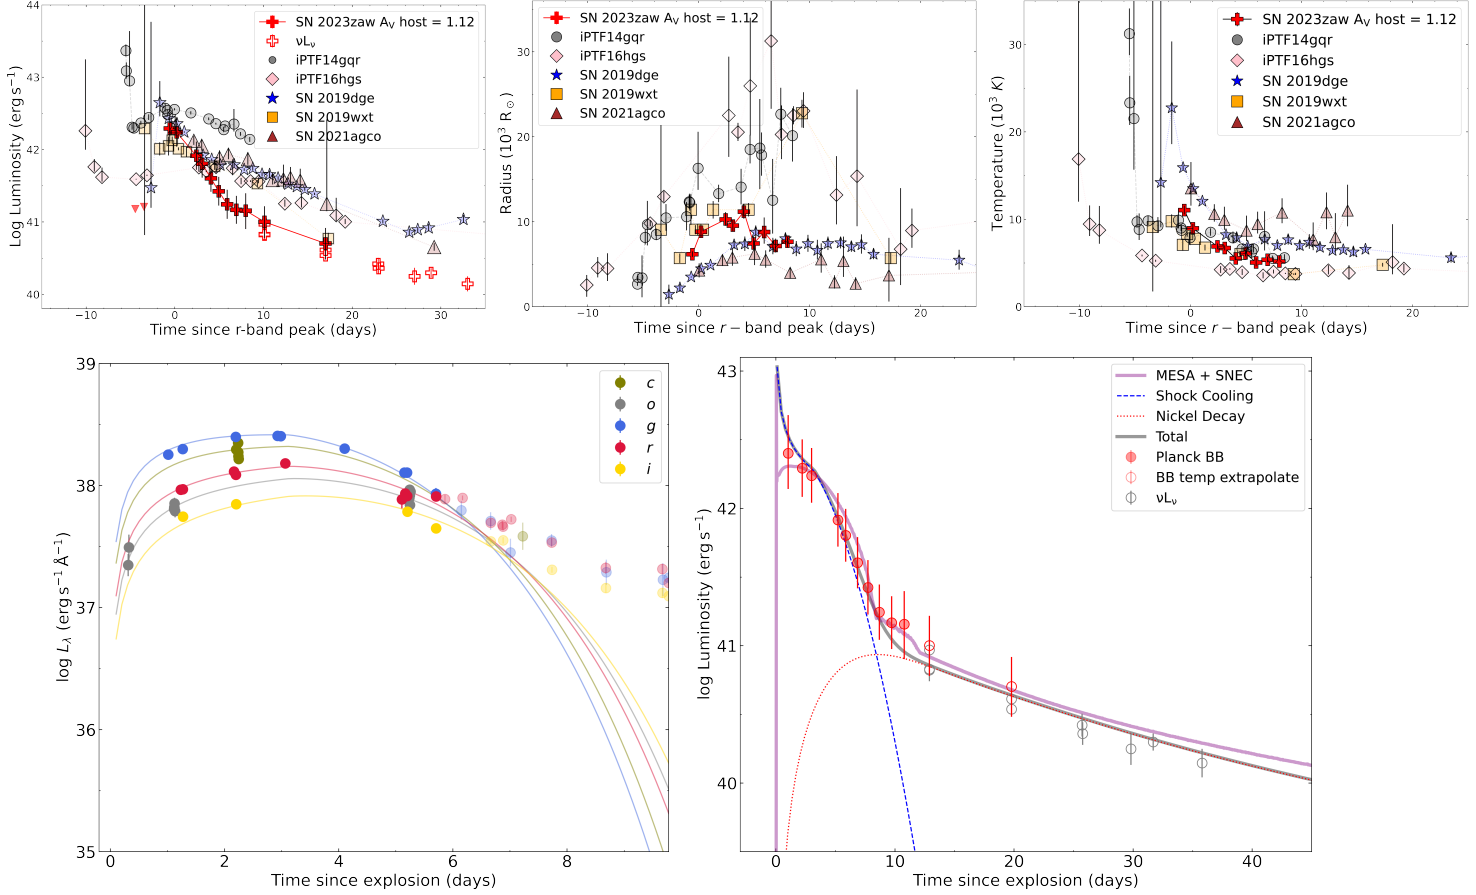 44
43
42
41
40
−10
0
10
20
30
Log Luminosity (erg s⁻¹)
Time since r-band peak (days)
SN 2023zaw Aᵥ host = 1.12
νLᵥ
iPTF14gqr
iPTF16hgs
SN 2019dge
SN 2019wxt
SN 2021agco
30
20
10
0
−10
0
10
20
Radius (10³ R☉)
Time since r − band peak (days)
SN 2023zaw Aᵥ host = 1.12
iPTF14gqr
iPTF16hgs
SN 2019dge
SN 2019wxt
SN 2021agco
30
20
10
0
−10
0
10
20
Temperature (10³ K)
Time since r − band peak (days)
SN 2023zaw Aᵥ host = 1.12
iPTF14gqr
iPTF16hgs
SN 2019dge
SN 2019wxt
SN 2021agco
39
38
37
36
35
0
2
4
6
8
log L_λ (erg s⁻¹ Å⁻¹)
Time since explosion (days)
c
o
g
r
i
43
42
41
40
0
10
20
30
40
log Luminosity (erg s⁻¹)
Time since explosion (days)
MESA + SNEC
Shock Cooling
Nickel Decay
Total
Planck BB
BB temp extrapolate
νLᵥ